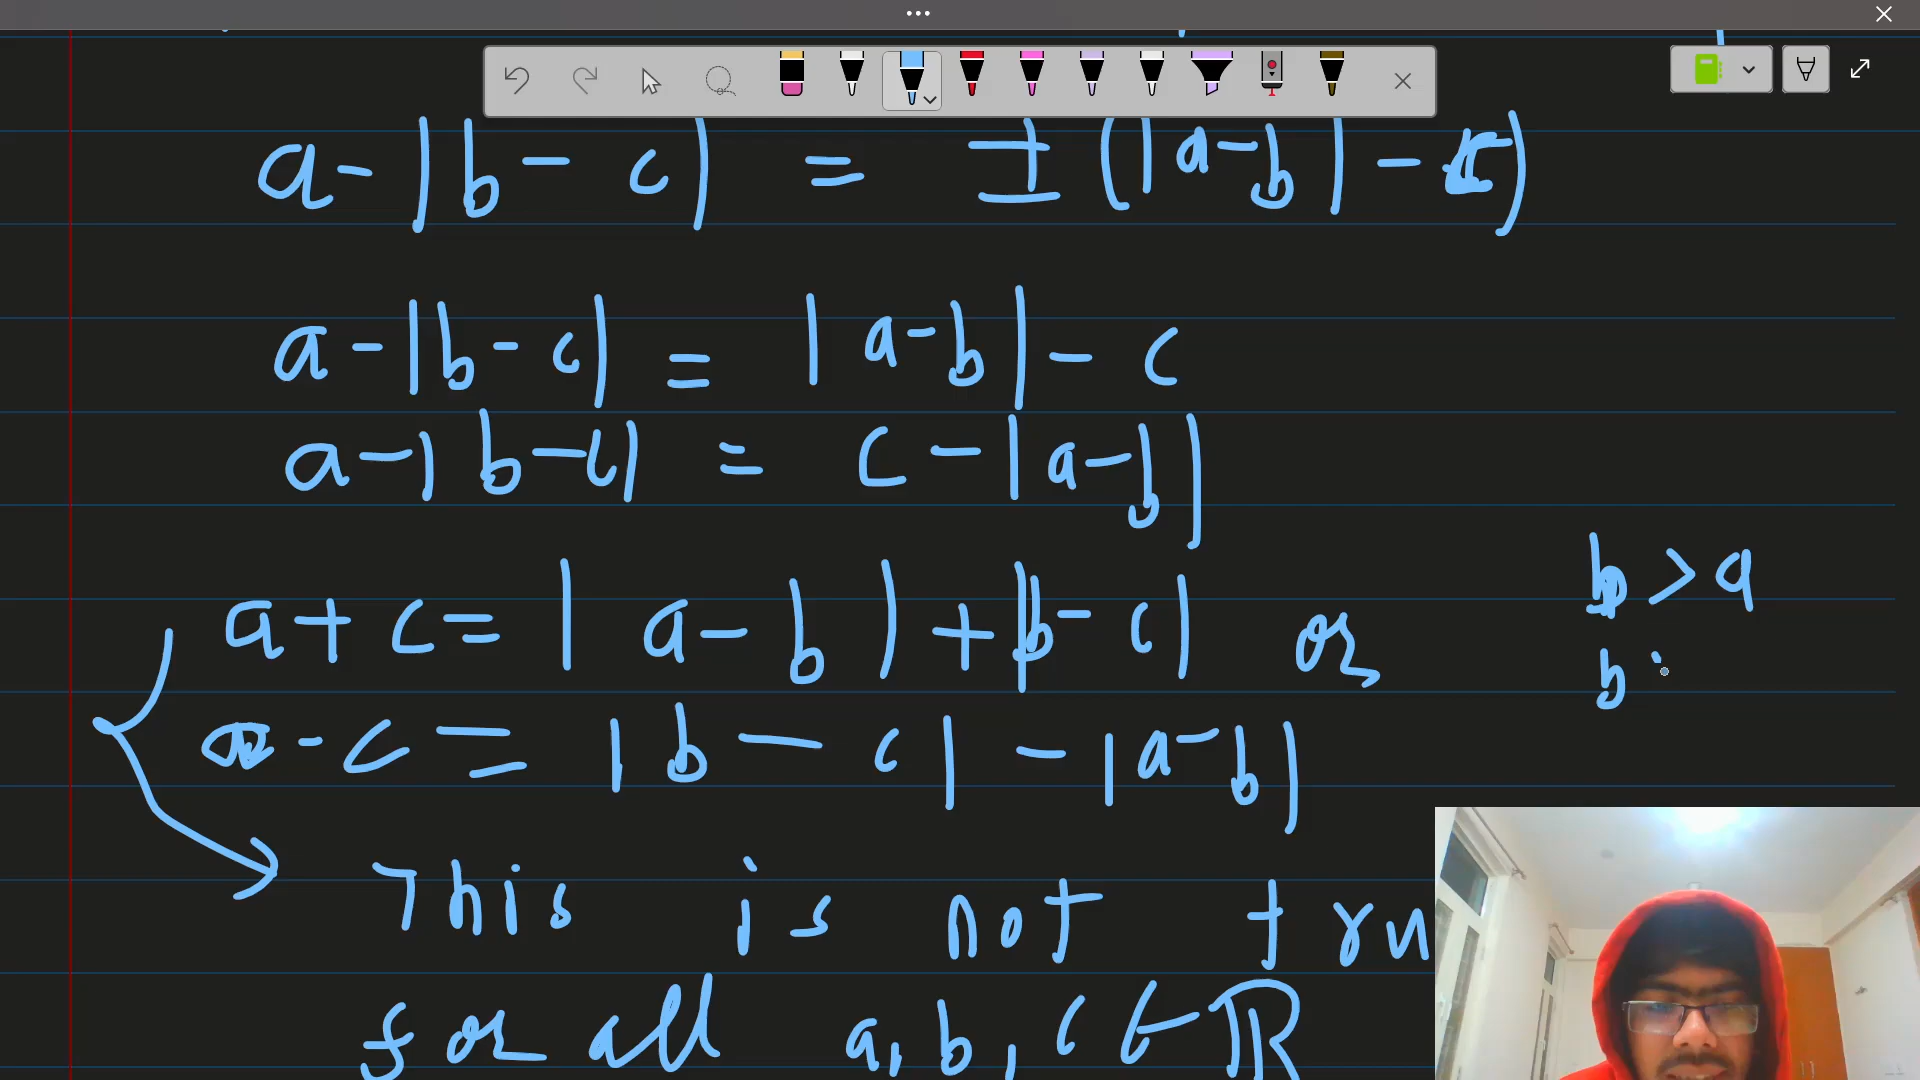 a - |b - c| = ± (|a-b| - c)
a - |b - c| = |a-b| - c
a - |b - c| = c - |a-b|
b > a
a + c = |a - b| + |b - c| or
b
a - c = |b - c| - |a - b|
This is not tru
for all a, b, c ∈ ℝ